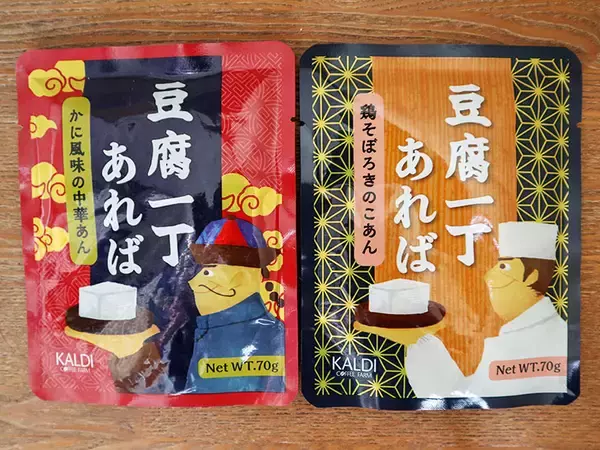 豆腐一丁
あれば
かに風味の中華あん
KALDI
COFFEE FARM
Net WT.70g
豆腐一丁
あれば
鶏そぼろきのこあん
KALDI
COFFEE FARM
Net WT.70g